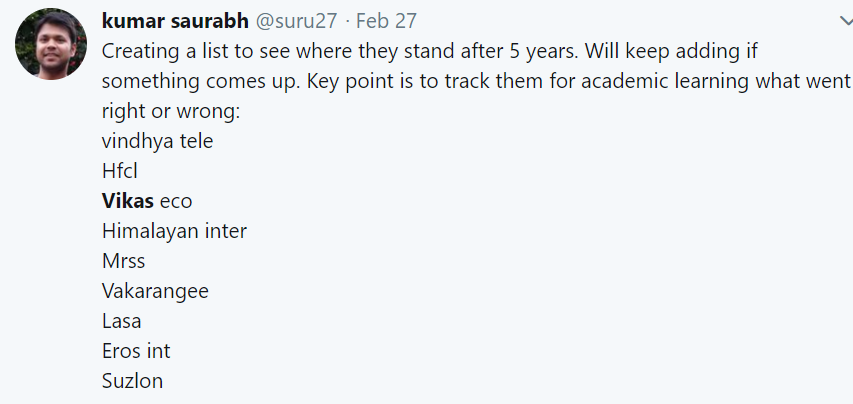 kumar saurabh @suru27 · Feb 27
Creating a list to see where they stand after 5 years. Will keep adding if
something comes up. Key point is to track them for academic learning what went
right or wrong:
vindhya tele
Hfcl
Vikas eco
Himalayan inter
Mrss
Vakarangee
Lasa
Eros int
Suzlon